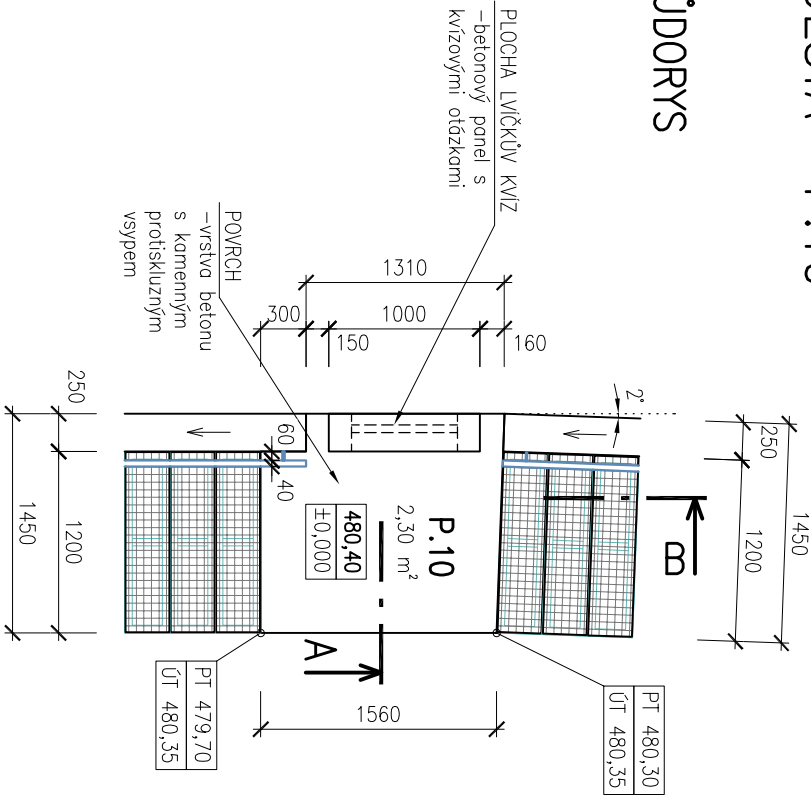 PŮDORYS
PLOCHA LVÍČKŮV KVÍZ
-betonový panel s
kvízovými otázkami
POVRCH
-vrstva betonu
s kamenným
protiskluzným
vsypem
1310
300
1000
150
160
2°
250
1200
1450
60
40
P.10
2,30 m²
480,40
±0,000
250
1200
1450
B
A
1560
PT 480,30
ÚT 480,35
PT 479,70
ÚT 480,35